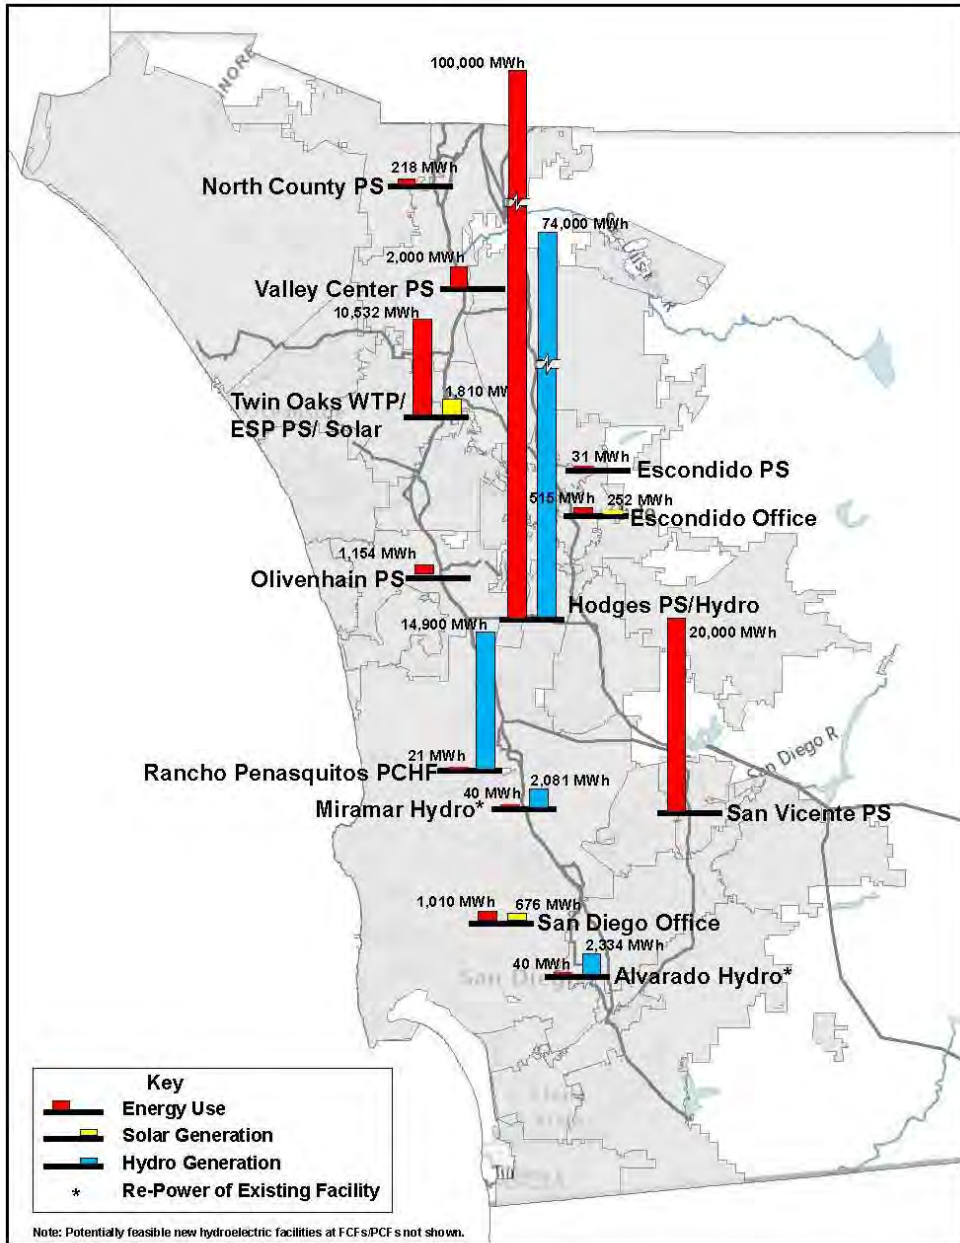 100,000 MWh
218 MWh
North County PS
74,000 MWh
2,000 MWh
Valley Center PS
10,532 MWh
1,810 MW
Twin Oaks WTP/
ESP PS/ Solar
31 MWh
Escondido PS
515 MWh
252 MWh
Escondido Office
1,154 MWh
Olivenhain PS
Hodges PS/Hydro
14,900 MWh
20,000 MWh
San Diego R
21 MWh
Rancho Penasquitos PCHF
2,081 MWh
40 MWh
Miramar Hydro*
San Vicente PS
1,010 MWh
676 MWh
San Diego Office
2,334 MWh
40 MWh
San Diego
Alvarado Hydro*
Key
Energy Use
Solar Generation
Hydro Generation
* Re-Power of Existing Facility
Note: Potentially feasible new hydroelectric facilities at FCFs/PCFs not shown.